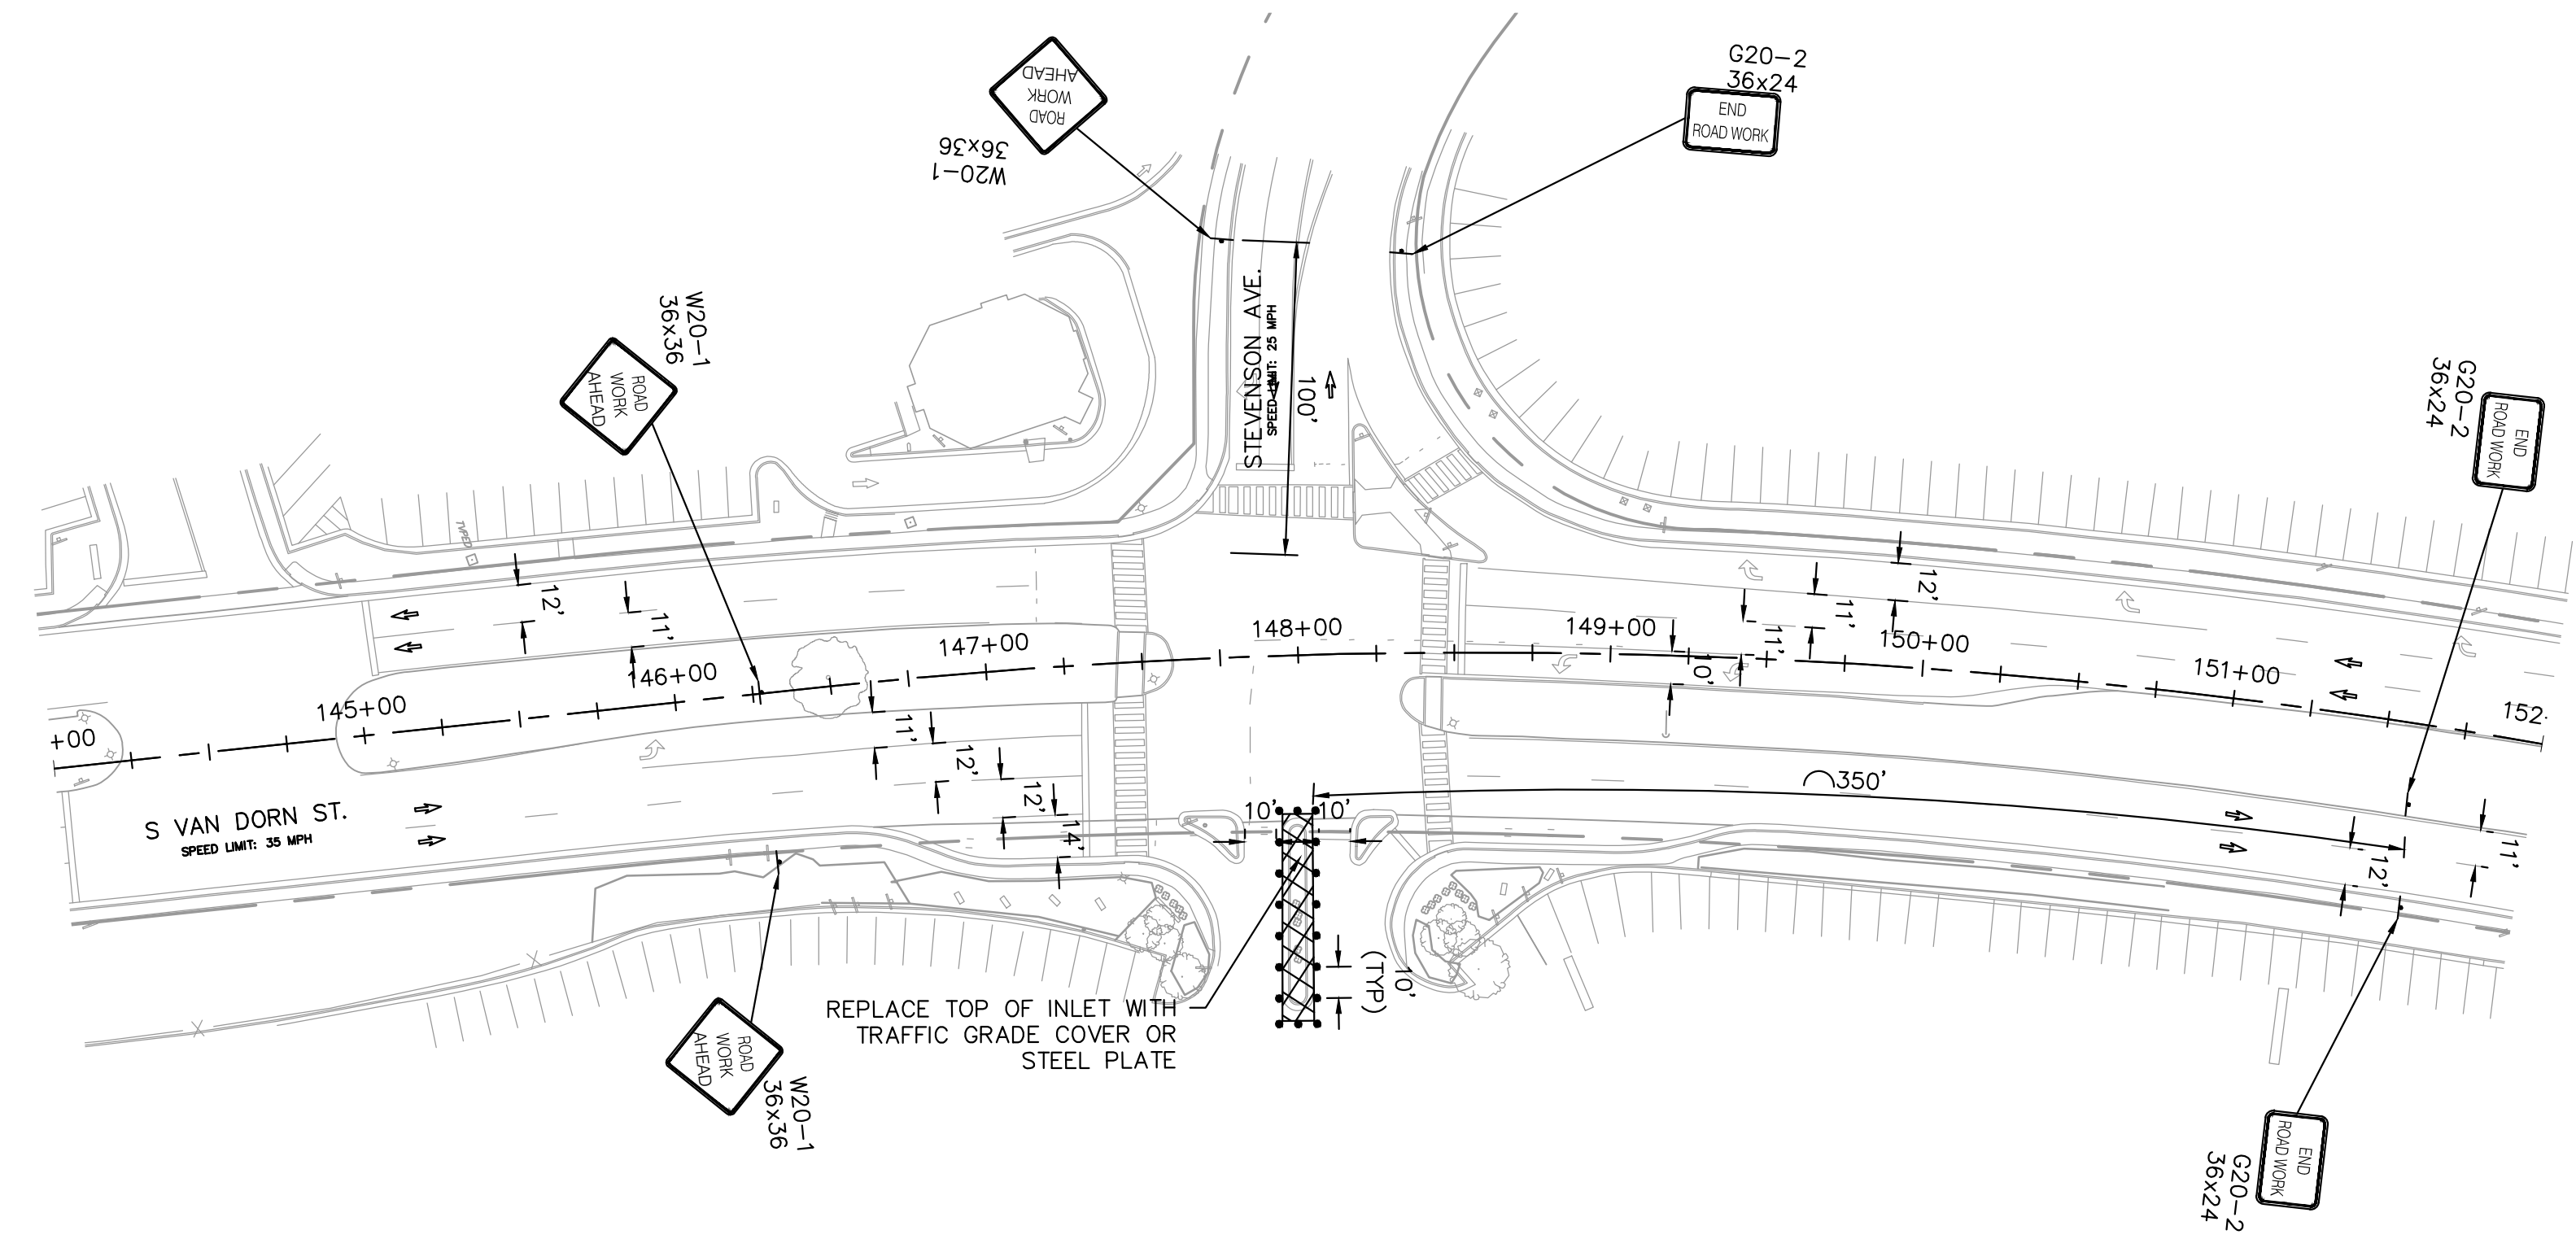 G20-2
36x24
END
ROAD WORK
ROAD
WORK
AHEAD
W20-1
36x36
W20-1
36x36
ROAD
WORK
AHEAD
STEVENSON AVE.
SPEED LIMIT: 25 MPH
100'
G20-2
36x24
END
ROAD WORK
TVPED
12'
11'
12'
11'
11'
10'
145+00
146+00
147+00
148+00
149+00
150+00
151+00
152
+00
11'
12'
12'
14'
S VAN DORN ST.
SPEED LIMIT: 35 MPH
10'
10'
350'
11'
12'
10'
(TYP)
REPLACE TOP OF INLET WITH
TRAFFIC GRADE COVER OR
STEEL PLATE
ROAD
WORK
AHEAD
W20-1
36x36
END
ROAD WORK
G20-2
36x24